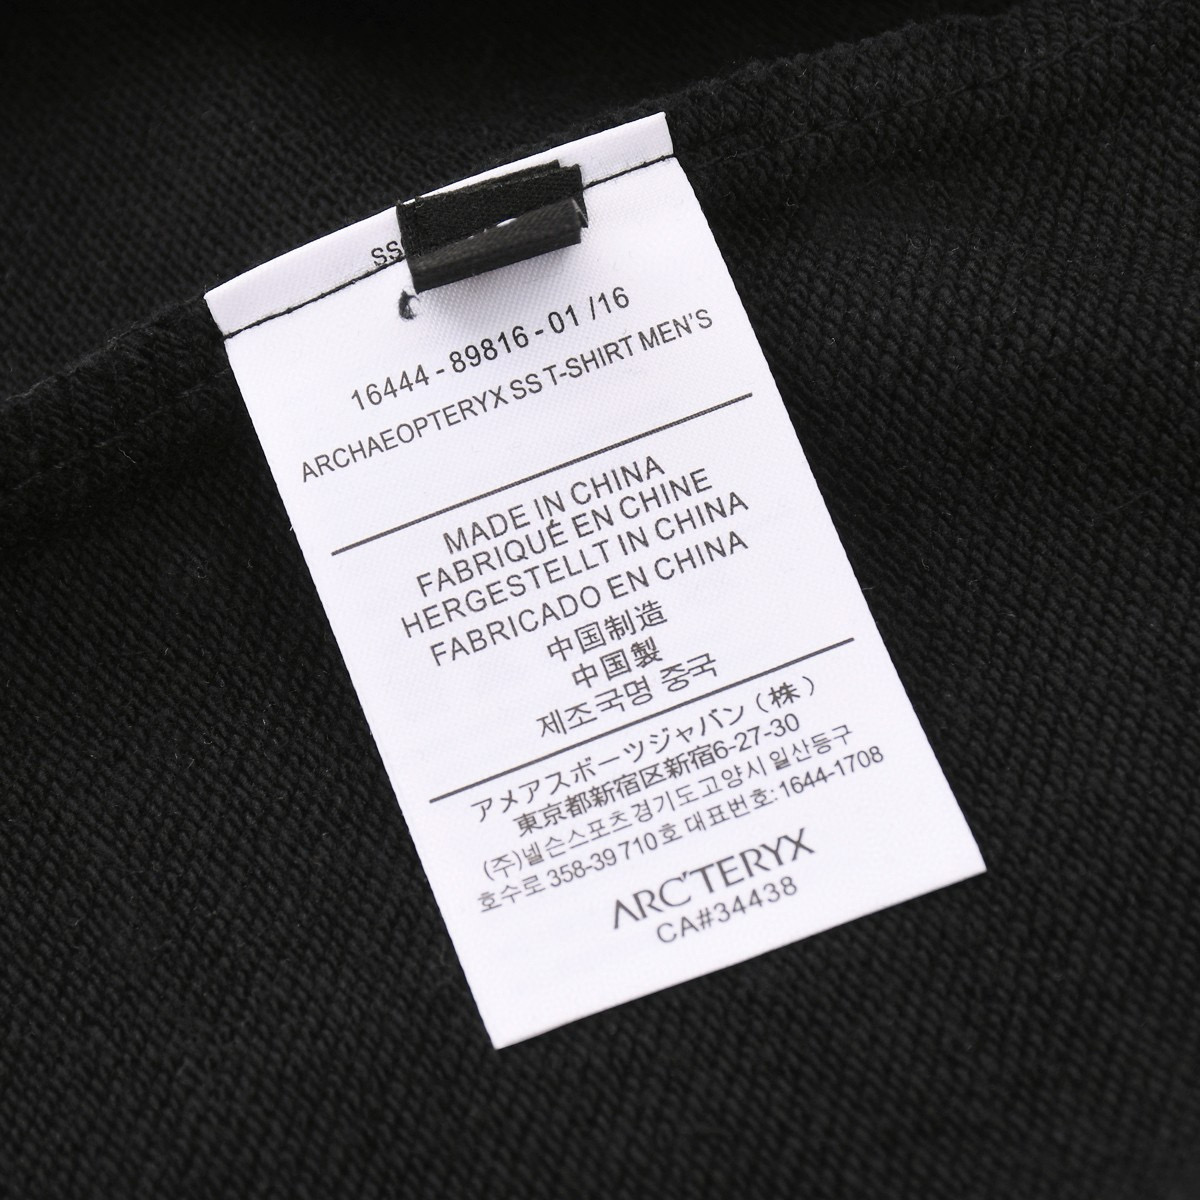 16444-89816-01 /16
ARCHAEOPTERYX SS T-SHIRT MEN'S
MADE IN CHINA
FABRIQUÉ EN CHINE
HERGESTELLT IN CHINA
FABRICADO EN CHINA
中国制造
中国製
제조국명 중국
アメアスポーツジャパン（株）
東京都新宿区新宿6-27-30
(주)넬슨스포츠경기도고양시 일산동구
호수로 358-39 710호 대표번호:1644-1708
ARC'TERYX
CA#34438